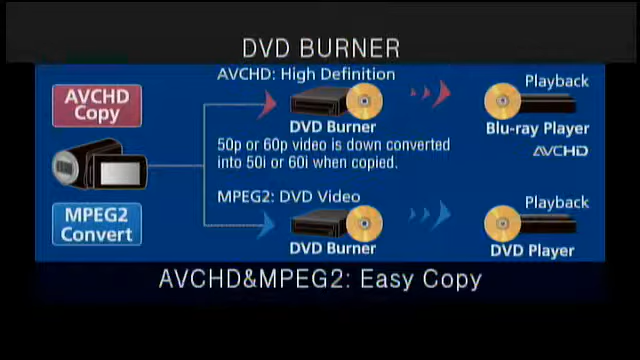 DVD BURNER
AVCHD: High Definition
AVCHD
Copy
DVD Burner
Playback
Blu-ray Player
AVCHD
50p or 60p video is down converted
into 50i or 60i when copied.
MPEG2: DVD Video
MPEG2
Convert
DVD Burner
Playback
DVD Player
AVCHD&MPEG2: Easy Copy